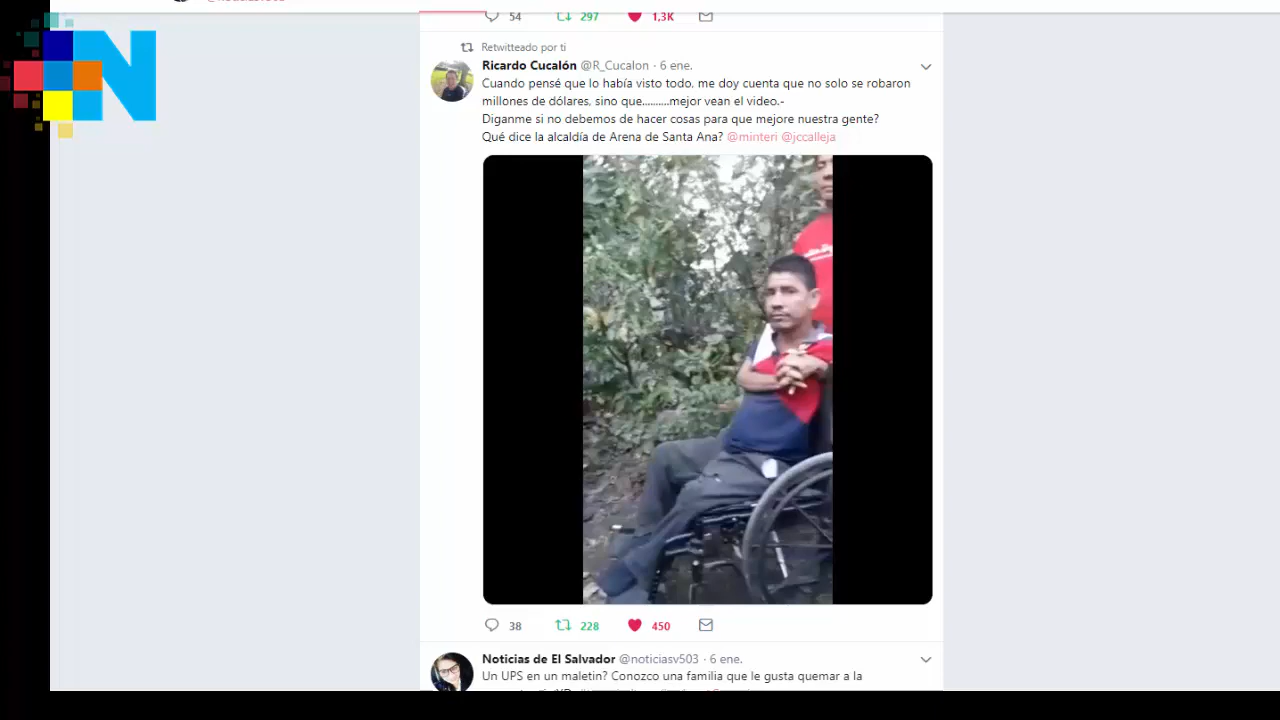 54 297 1,3K
Retwitteado por ti
Ricardo Cucalón @R_Cucalon · 6 ene.
Cuando pensé que lo había visto todo, me doy cuenta que no solo se robaron
millones de dólares, sino que..........mejor vean el video.-
Diganme si no debemos de hacer cosas para que mejore nuestra gente?
Qué dice la alcaldía de Arena de Santa Ana? @minteri @jccalleja
38 228 450
Noticias de El Salvador @noticiasv503 · 6 ene.
Un UPS en un maletin? Conozco una familia que le gusta quemar a la
N